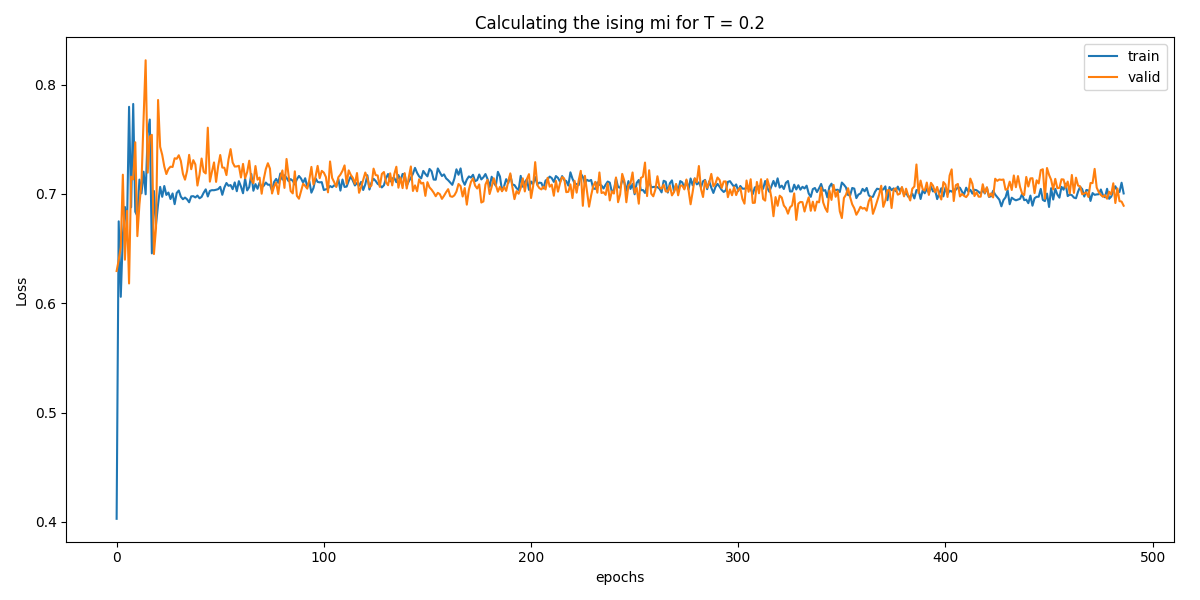 Calculating the ising mi for T = 0.2
train
valid
Loss
0.8
0.7
0.6
0.5
0.4
0 100 200 300 400 500
epochs